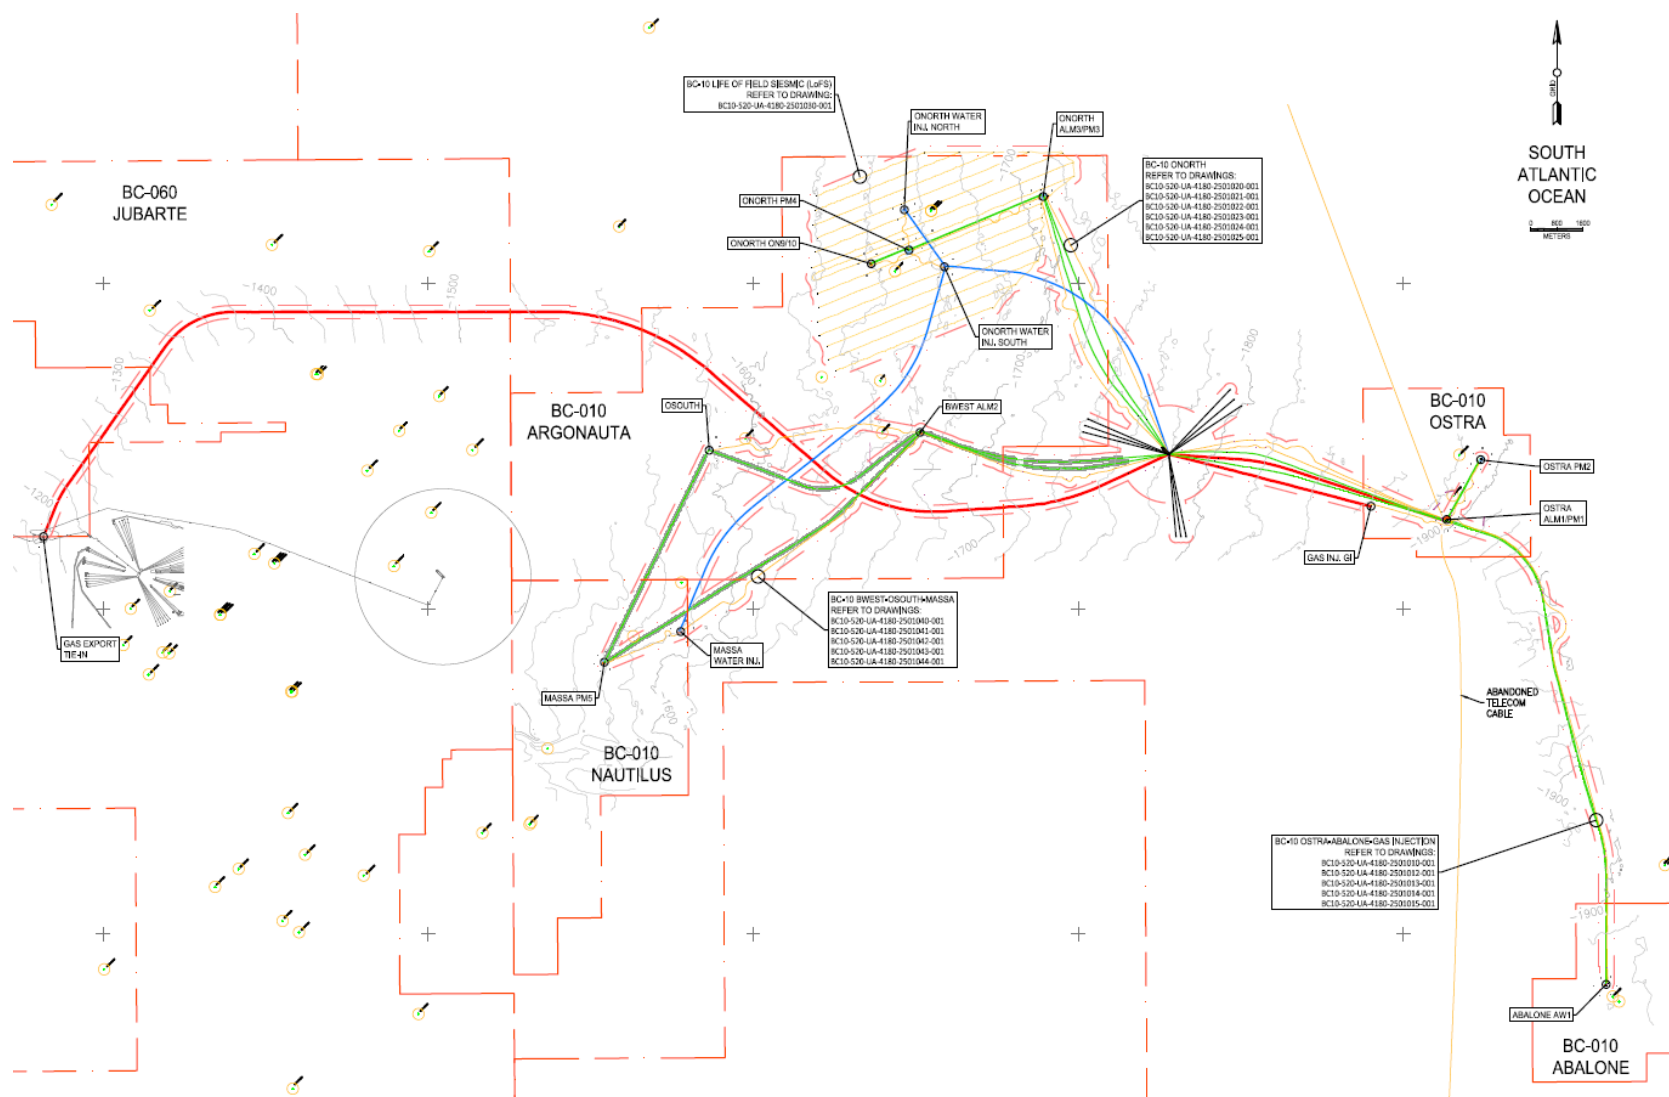 BC-10 LIFE OF FIELD SIESMIC (LoFS)
REFER TO DRAWING:
BC10-520-UA-4180-2501030-001
ONORTH WATER
INJ. NORTH
ONORTH
ALM3/PM3
GRID
SOUTH
ATLANTIC
OCEAN
0 800 1600
METERS
BC-10 ONORTH
REFER TO DRAWINGS:
BC10-520-UA-4180-2501020-001
BC10-520-UA-4180-2501021-001
BC10-520-UA-4180-2501022-001
BC10-520-UA-4180-2501023-001
BC10-520-UA-4180-2501024-001
BC10-520-UA-4180-2501025-001
BC-060
JUBARTE
ONORTH PM4
ONORTH ON9/10
-1700
-1400
-1500
ONORTH WATER
INJ. SOUTH
-1800
-1300
-1600
-1700
BC-010
ARGONAUTA
OSOUTH
BWEST ALM2
BC-010
OSTRA
OSTRA PM2
OSTRA
ALM1/PM1
-1200
-1900
-1700
GAS INJ. GI
BC-10 BWEST-OSOUTH-MASSA
REFER TO DRAWINGS:
BC10-520-UA-4180-2501040-001
BC10-520-UA-4180-2501041-001
BC10-520-UA-4180-2501042-001
BC10-520-UA-4180-2501043-001
BC10-520-UA-4180-2501044-001
GAS EXPORT
TIE-IN
MASSA
WATER INJ.
MASSA PM5
-1600
ABANDONED
TELECOM
CABLE
BC-010
NAUTILUS
-1900
BC-10 OSTRA-ABALONE-GAS INJECTION
REFER TO DRAWINGS:
BC10-520-UA-4180-2501010-001
BC10-520-UA-4180-2501012-001
BC10-520-UA-4180-2501013-001
BC10-520-UA-4180-2501014-001
BC10-520-UA-4180-2501015-001
-1900
ABALONE AW1
BC-010
ABALONE